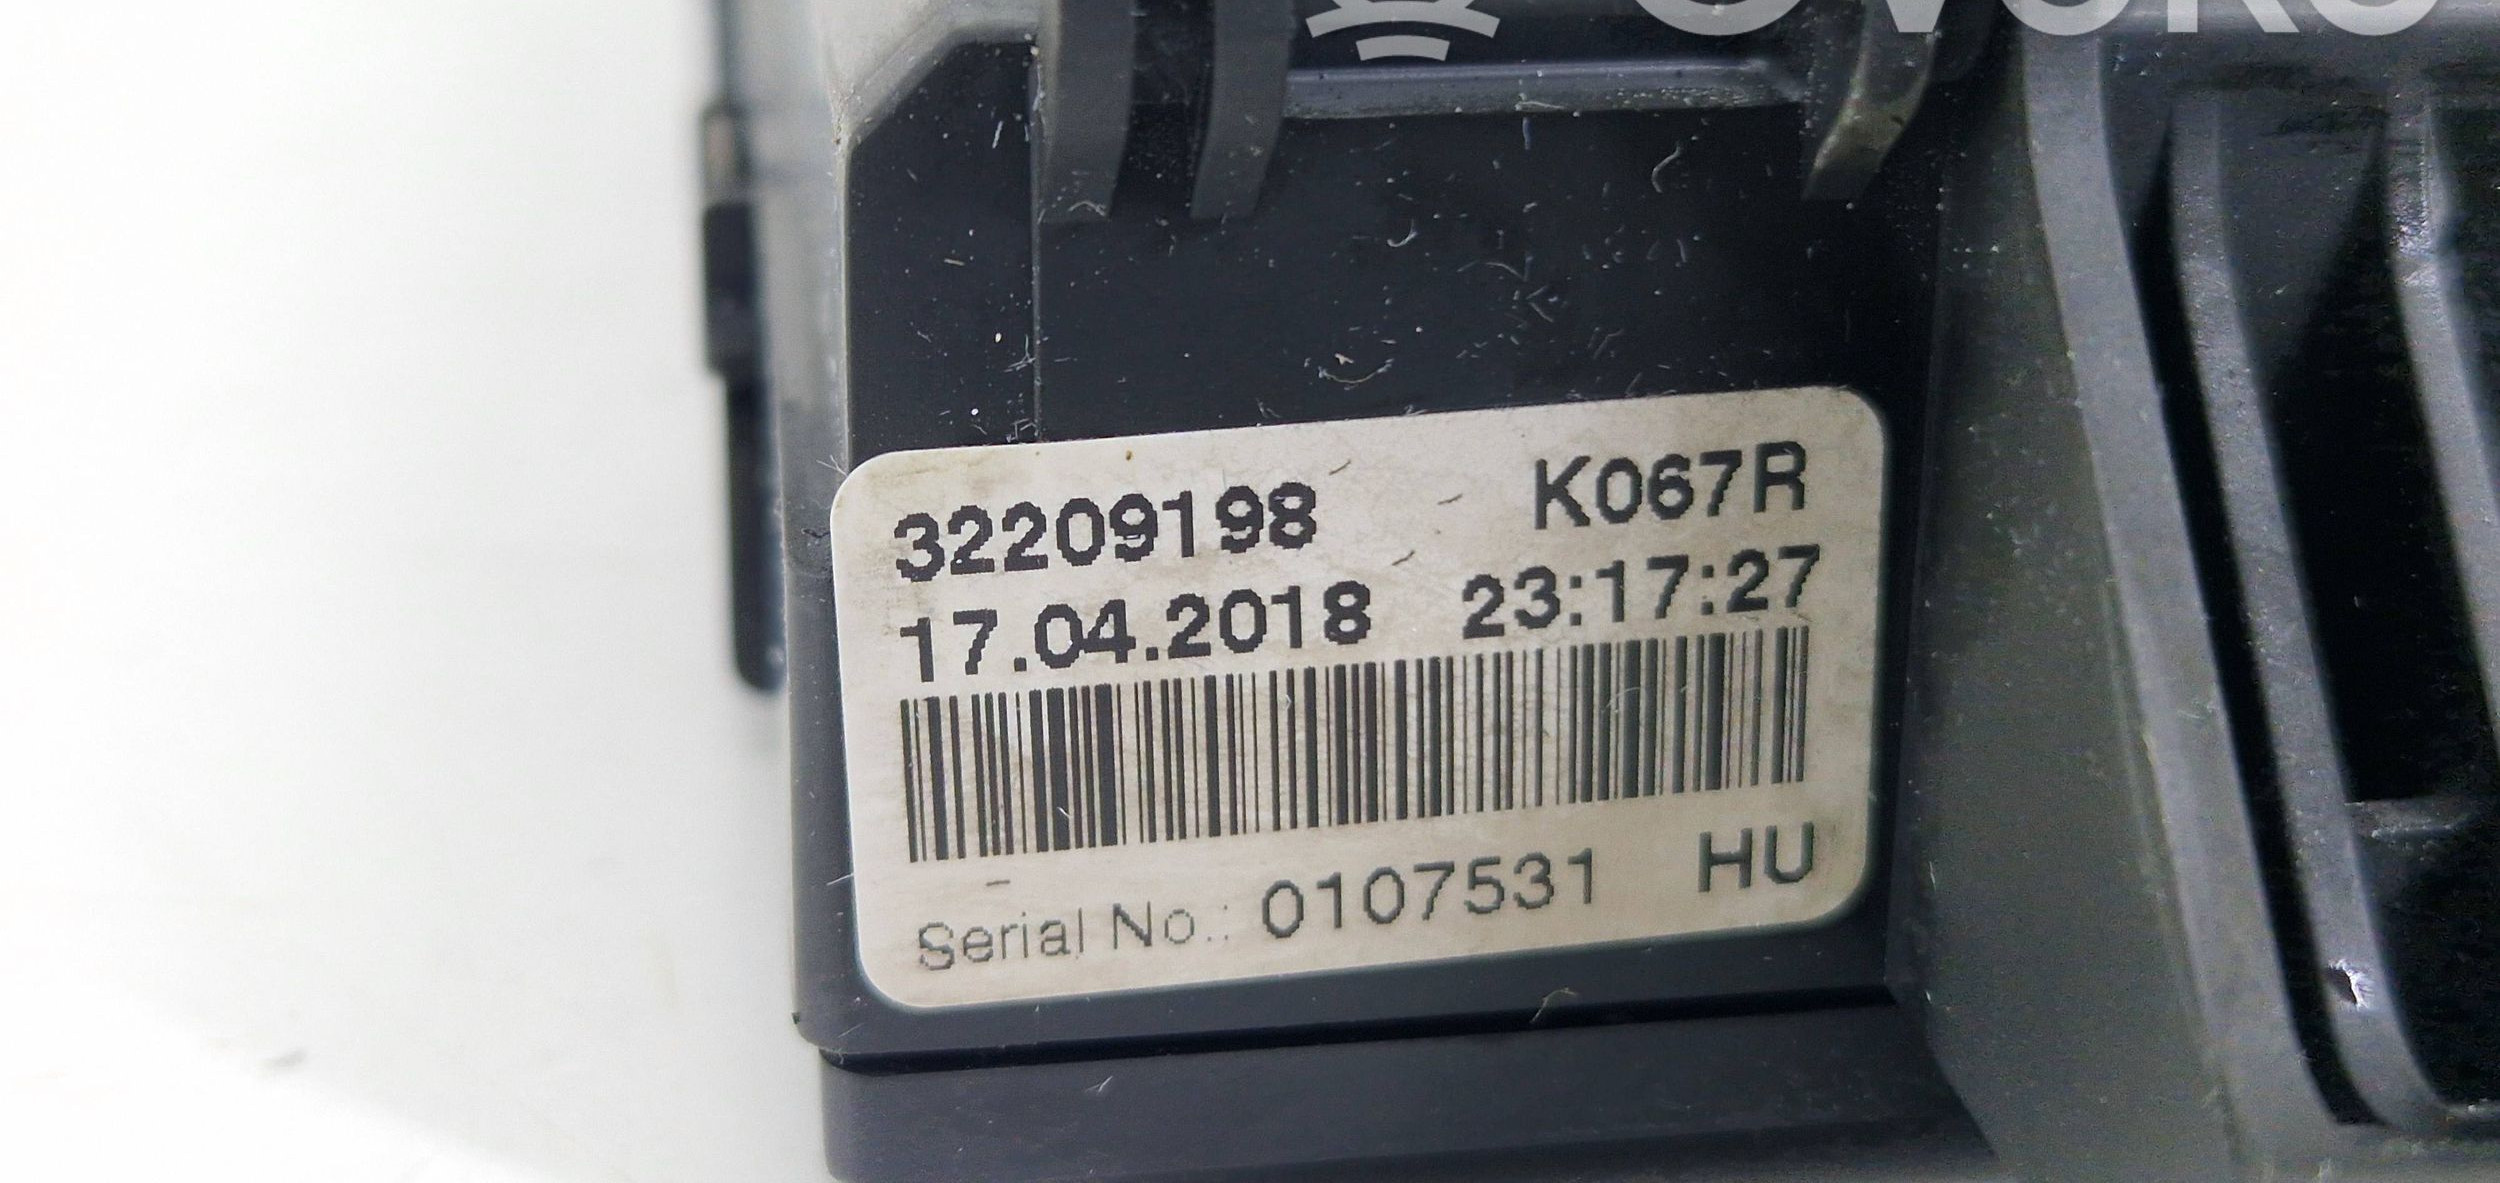 32209198 K067R
17.04.2018 23:17:27
Serial No.: 0107531 HU